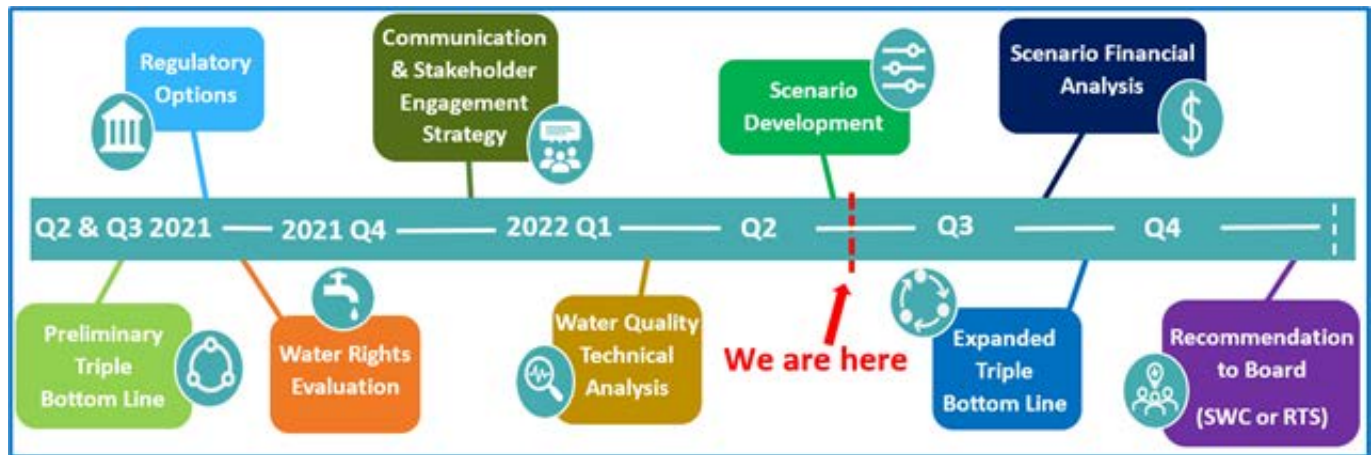 Regulatory
Options
Communication
& Stakeholder
Engagement
Strategy
Scenario
Development
Scenario Financial
Analysis
$
Q2 & Q3 2021
2021 Q4
2022 Q1
Q2
Q3
Q4
Preliminary
Triple
Bottom Line
Water Rights
Evaluation
Water Quality
Technical
Analysis
We are here
Expanded
Triple
Bottom Line
Recommendation
to Board
(SWC or RTS)